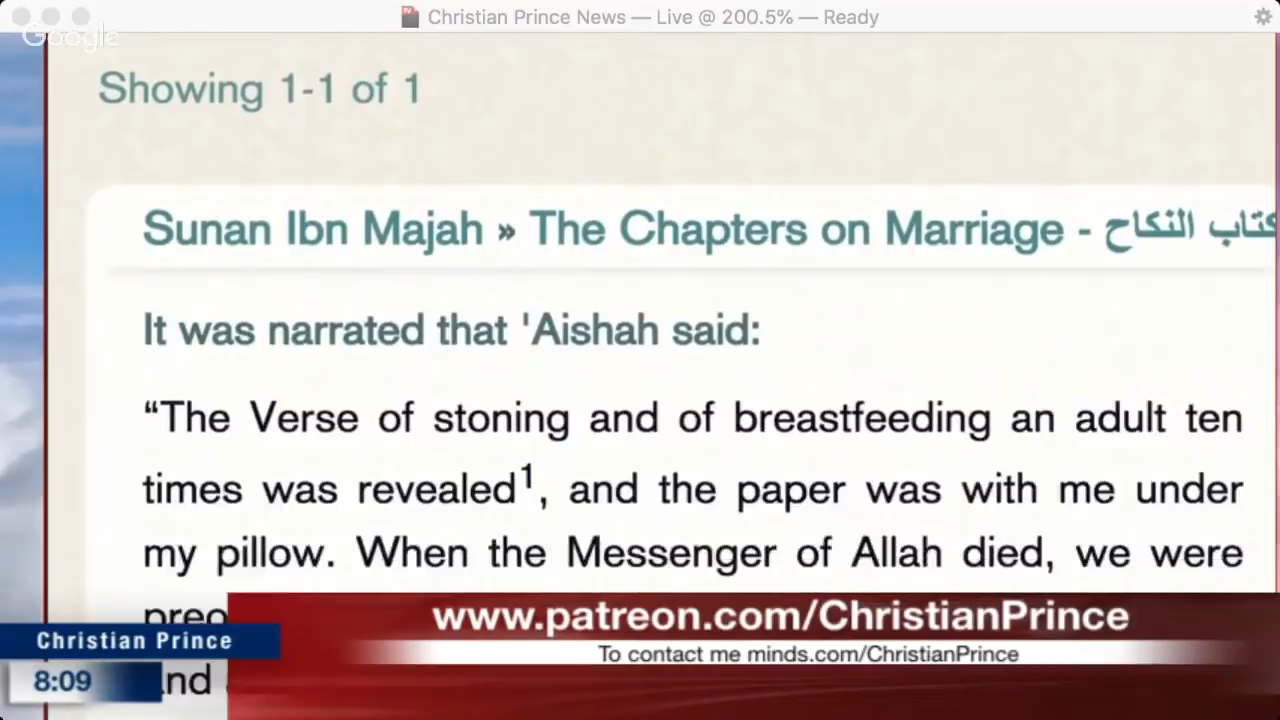 Christian Prince News — Live @ 200.5% — Ready
Google
Showing 1-1 of 1
Sunan Ibn Majah » The Chapters on Marriage - كتاب النكاح
It was narrated that 'Aishah said:
“The Verse of stoning and of breastfeeding an adult ten
times was revealed1, and the paper was with me under
my pillow. When the Messenger of Allah died, we were
www.patreon.com/ChristianPrince
To contact me minds.com/ChristianPrince
Christian Prince
8:09